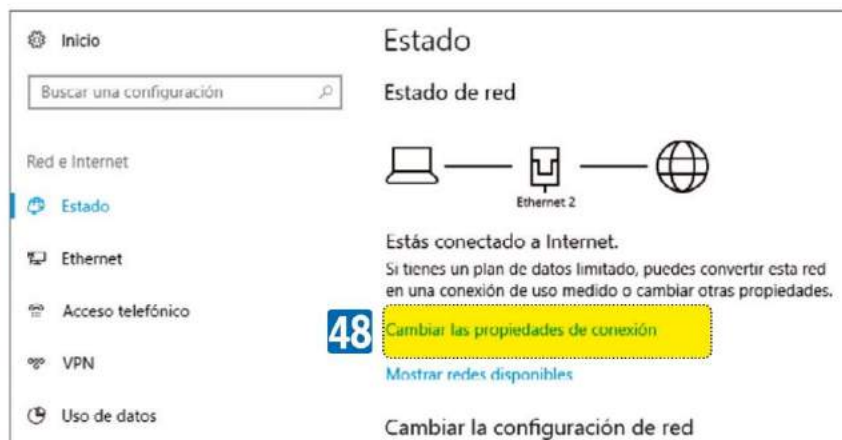 Inicio
Buscar una configuración
Red e Internet
Estado
Ethernet
Acceso telefónico
VPN
Uso de datos
Estado
Estado de red
Ethernet 2
Estás conectado a Internet.
Si tienes un plan de datos limitado, puedes convertir esta red
en una conexión de uso medido o cambiar otras propiedades.
48
Cambiar las propiedades de conexión
Mostrar redes disponibles
Cambiar la configuración de red